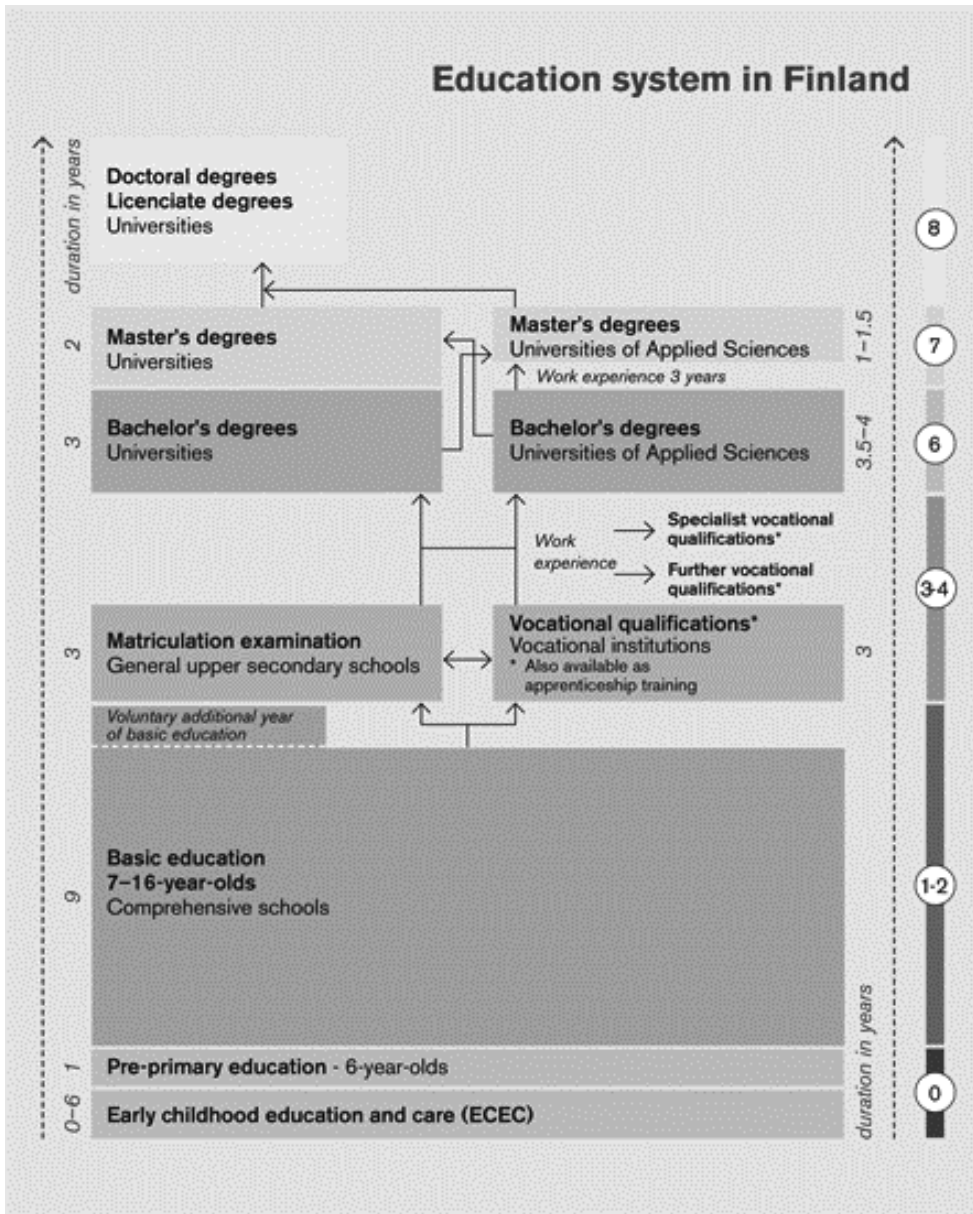 Education system in Finland
duration in years
Doctoral degrees
Licenciate degrees
Universities
8
2
Master's degrees
Universities
Master's degrees
Universities of Applied Sciences
1–1.5
7
Work experience 3 years
3
Bachelor's degrees
Universities
Bachelor's degrees
Universities of Applied Sciences
3.5–4
6
Work
experience
Specialist vocational
qualifications*
Further vocational
qualifications*
3-4
3
Matriculation examination
General upper secondary schools
Vocational qualifications*
Vocational institutions
* Also available as
apprenticeship training
3
Voluntary additional year
of basic education
9
Basic education
7–16-year-olds
Comprehensive schools
1-2
1
Pre-primary education - 6-year-olds
0–6
Early childhood education and care (ECEC)
duration in years
0